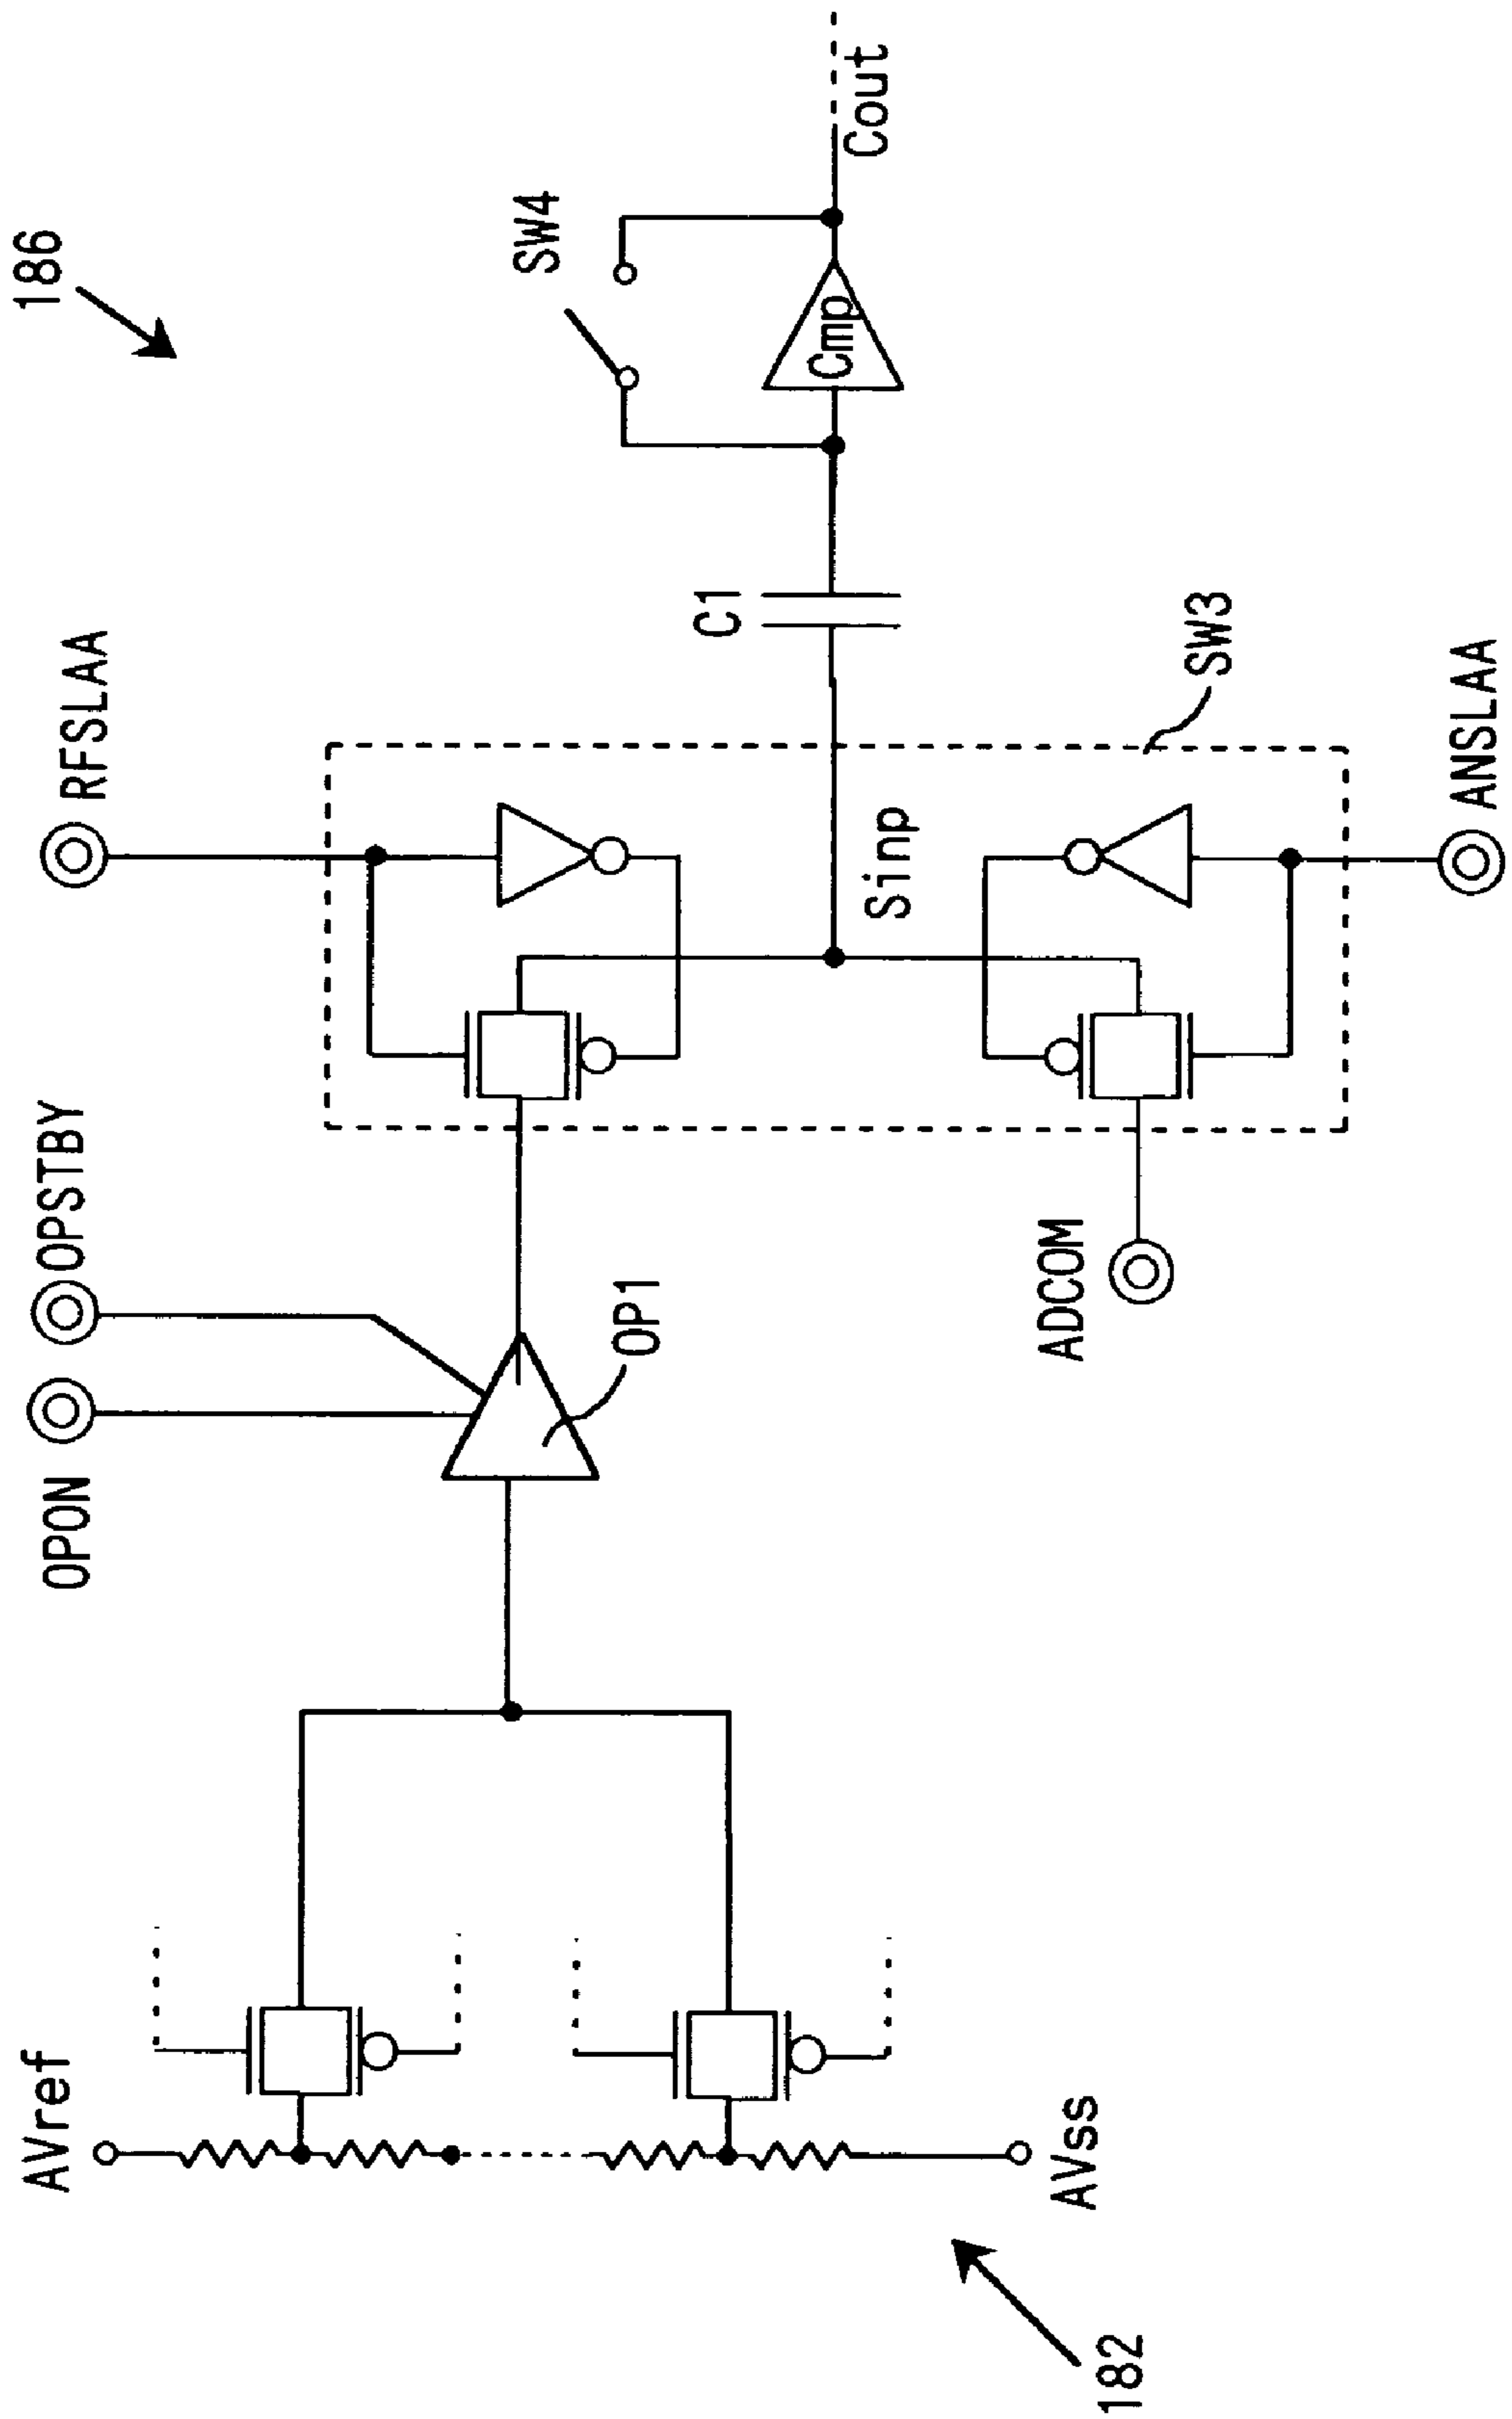 186
RFSLAA
OPSTBY
OPON
SW4
C1
Cmp
Cout
Sinp
SW3
ANSLAA
OP1
ADCOM
AVref
AVss
182